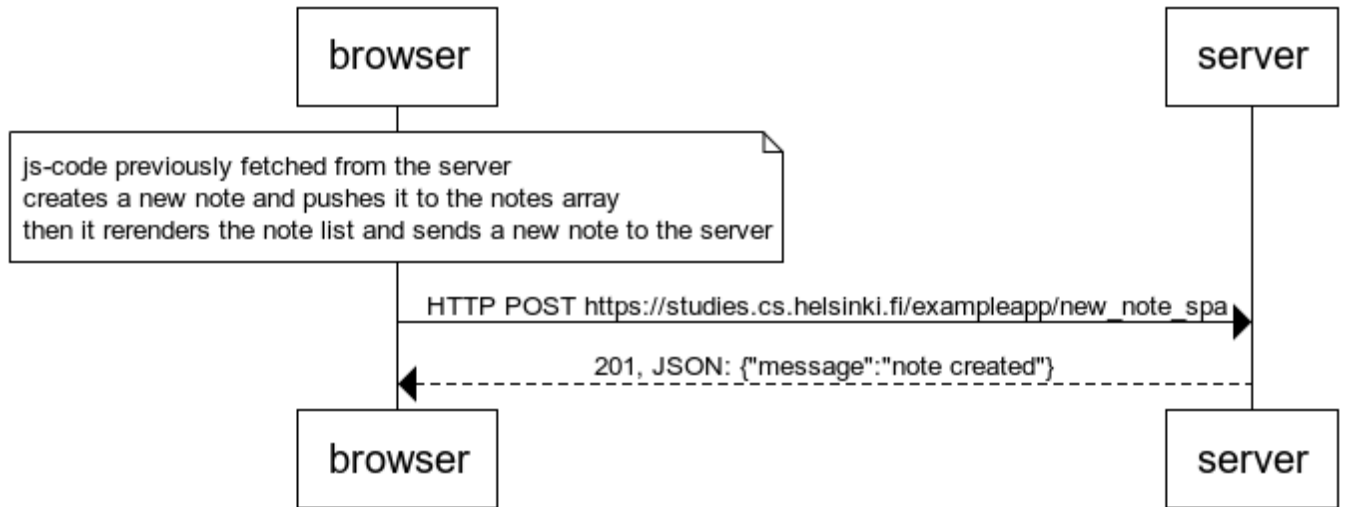 browser
server
js-code previously fetched from the server
creates a new note and pushes it to the notes array
then it rerenders the note list and sends a new note to the server
HTTP POST https://studies.cs.helsinki.fi/exampleapp/new_note_spa
201, JSON: {"message":"note created"}
browser
server